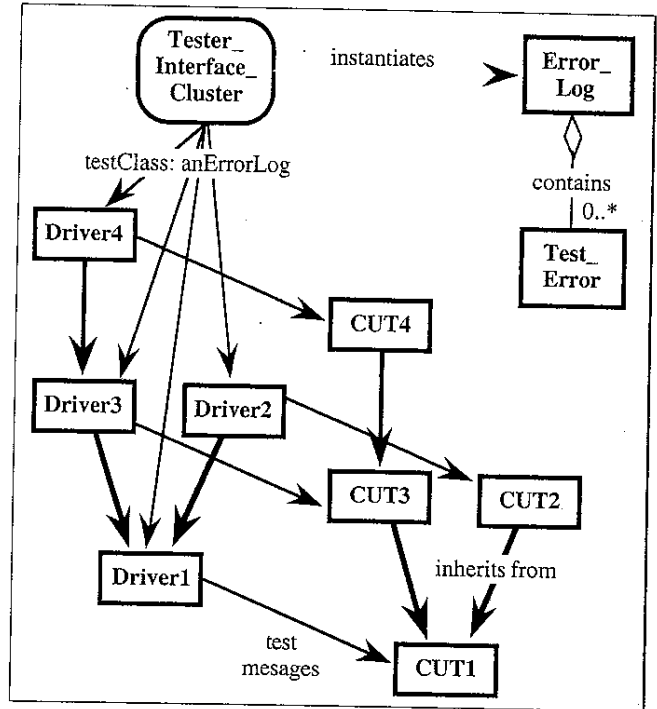 Tester_
Interface_
Cluster
instantiates
Error_
Log
testClass: anErrorLog
contains
0..*
Driver4
Test_
Error
CUT4
Driver3
Driver2
CUT3
CUT2
Driver1
inherits from
test
mesages
CUT1